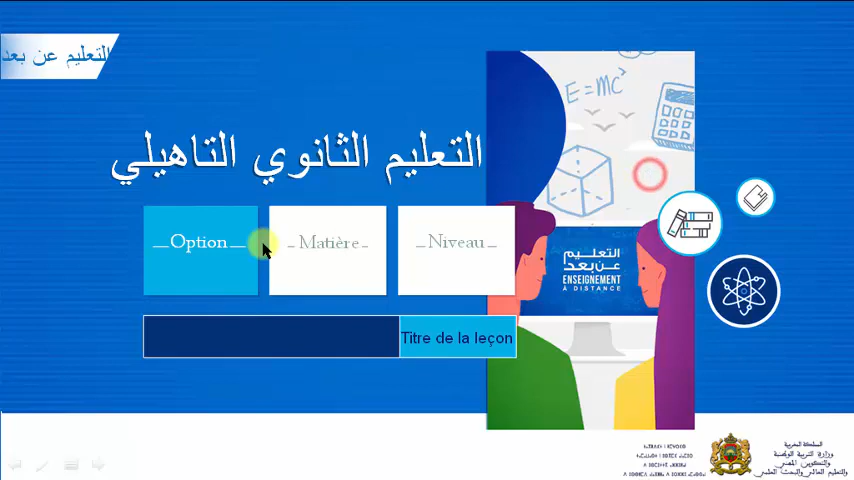 التعليم عن بعد
E=mc²
التعليم الثانوي التاهيلي
Option
Matière
Niveau
التعليم
عن بعد
ENSEIGNEMENT
À DISTANCE
Titre de la leçon
المملكة المغربية
وزارة التربية الوطنية
والتكوين المهني
والتعليم العالي والبحث العلمي